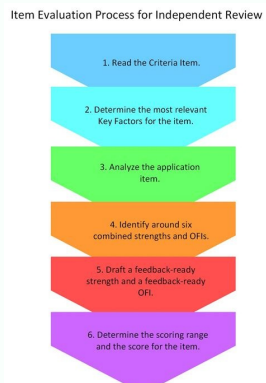 Item Evaluation Process for Independent Review
1. Read the Criteria Item.
2. Determine the most relevant
Key Factors for the item.
3. Analyze the application
item.
4. Identify around six
combined strengths and OFIs.
5. Draft a feedback-ready
strength and a feedback-ready
OFI.
6. Determine the scoring range
and the score for the item.